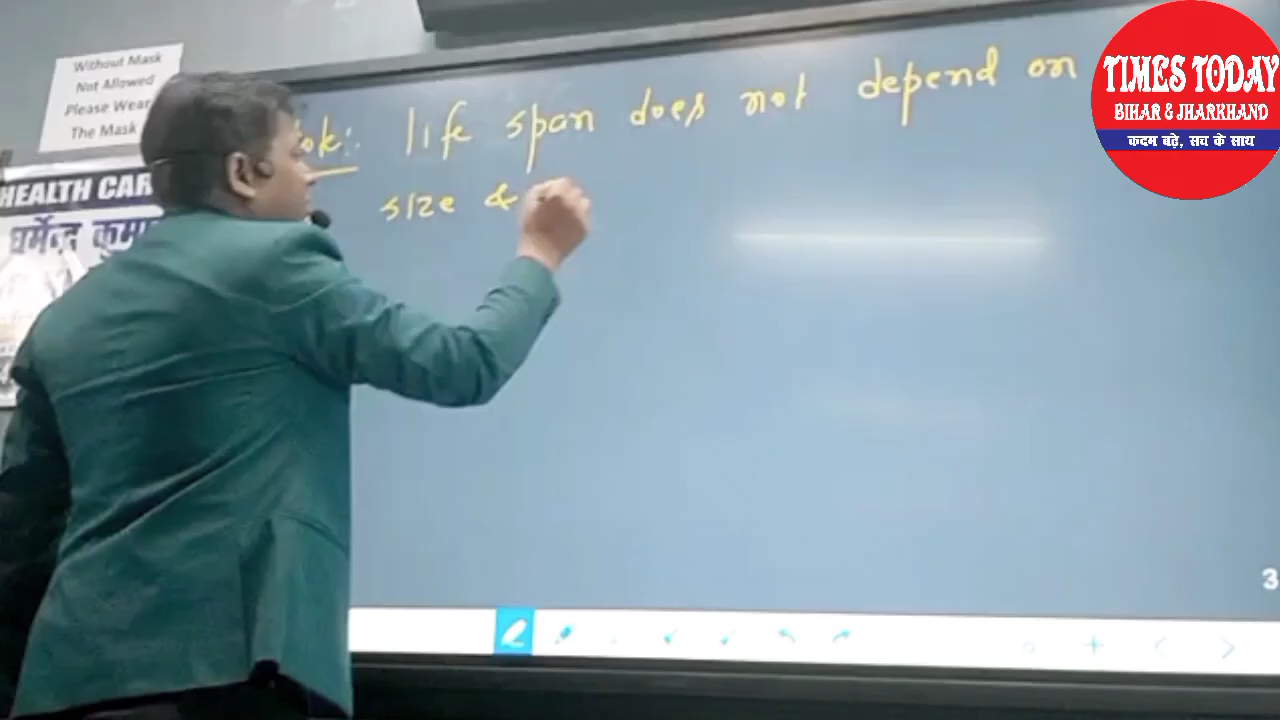 Without Mask
Not Allowed
Please Wear
The Mask
HEALTH CAR
धर्मेन्द्र कुमा
ok:
life span does not depend on
size &
TIMES TODAY
BIHAR & JHARKHAND
कदम बढ़े, सच के साथ
3